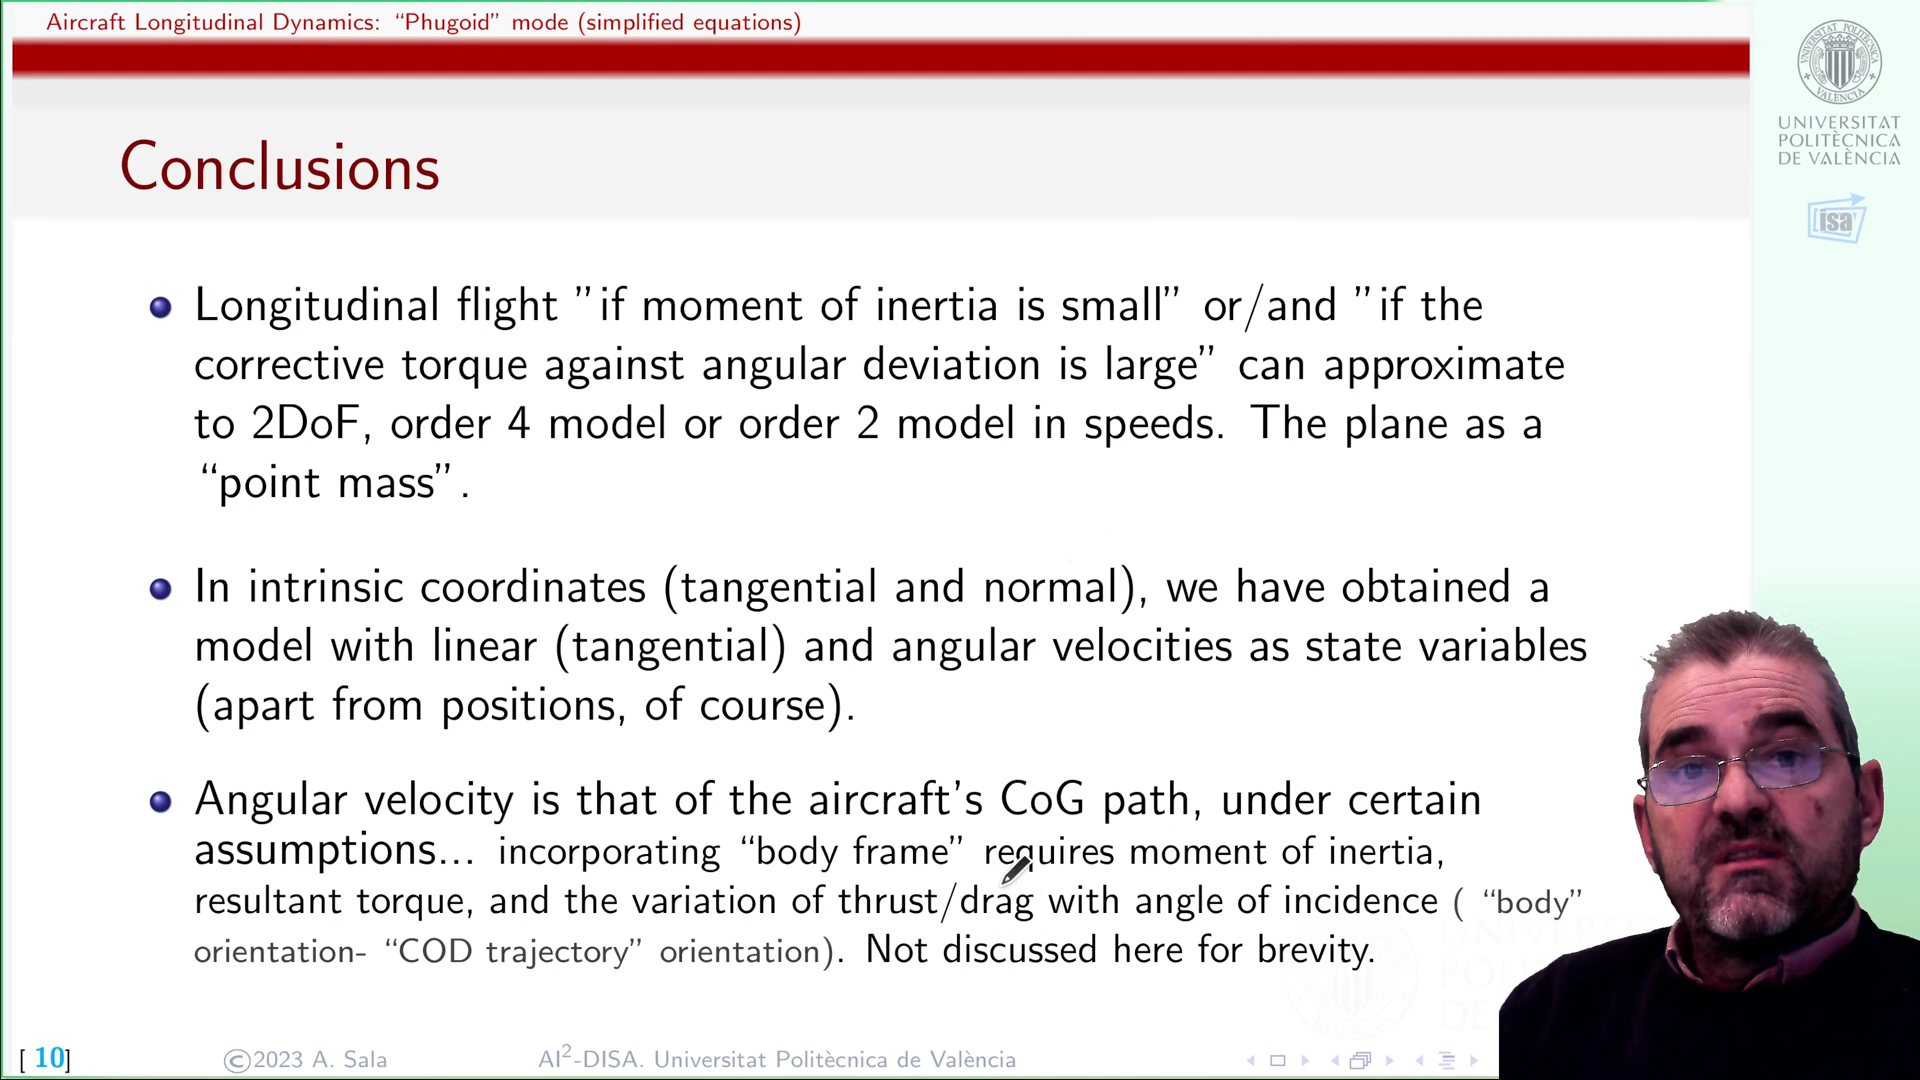 Aircraft Longitudinal Dynamics: “Phugoid” mode (simplified equations)
UNIVERSITAT
POLITÈCNICA
DE VALÈNCIA
isa
Conclusions
Longitudinal flight ”if moment of inertia is small” or/and ”if the
corrective torque against angular deviation is large” can approximate
to 2DoF, order 4 model or order 2 model in speeds. The plane as a
“point mass”.
In intrinsic coordinates (tangential and normal), we have obtained a
model with linear (tangential) and angular velocities as state variables
(apart from positions, of course).
Angular velocity is that of the aircraft’s CoG path, under certain
assumptions... incorporating “body frame” requires moment of inertia,
resultant torque, and the variation of thrust/drag with angle of incidence ( “body”
orientation- “COD trajectory” orientation). Not discussed here for brevity.
[ 10]
©2023 A. Sala
AI²-DISA. Universitat Politècnica de València